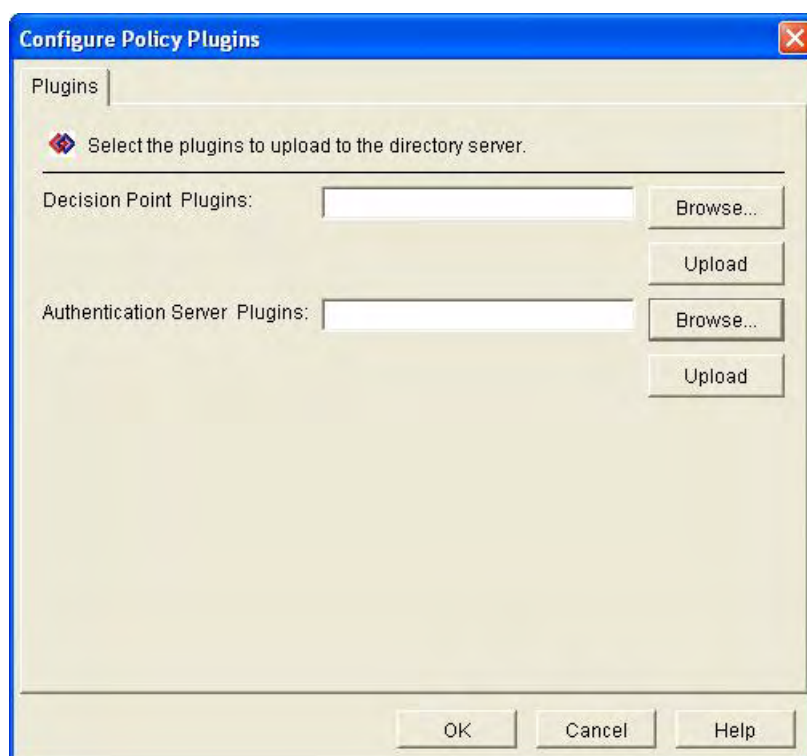 Configure Policy Plugins
Plugins
Select the plugins to upload to the directory server.
Decision Point Plugins:
Browse...
Upload
Authentication Server Plugins:
Browse...
Upload
OK
Cancel
Help